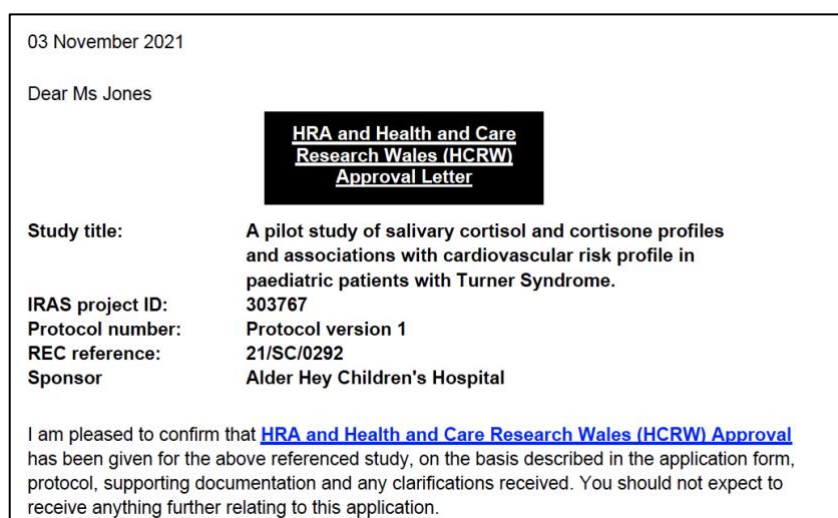 03 November 2021
Dear Ms Jones
HRA and Health and Care
Research Wales (HCRW)
Approval Letter
Study title: A pilot study of salivary cortisol and cortisone profiles
and associations with cardiovascular risk profile in
paediatric patients with Turner Syndrome.
IRAS project ID: 303767
Protocol number: Protocol version 1
REC reference: 21/SC/0292
Sponsor Alder Hey Children's Hospital
I am pleased to confirm that HRA and Health and Care Research Wales (HCRW) Approval
has been given for the above referenced study, on the basis described in the application form,
protocol, supporting documentation and any clarifications received. You should not expect to
receive anything further relating to this application.